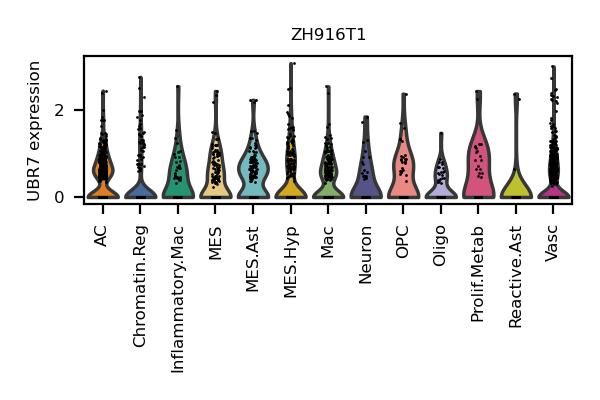 ZH916T1
UBR7 expression
2
0
AC
Chromatin.Reg
Inflammatory.Mac
MES
MES.Ast
MES.Hyp
Mac
Neuron
OPC
Oligo
Prolif.Metab
Reactive.Ast
Vasc